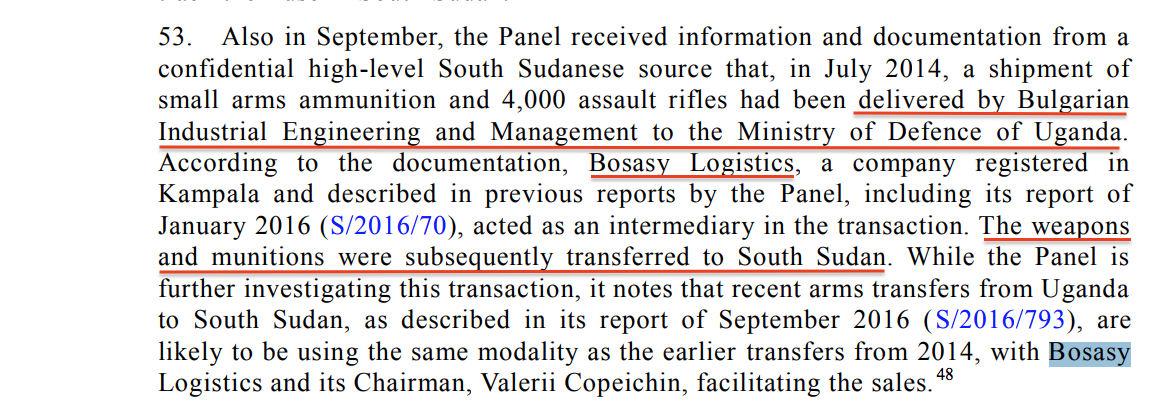 53. Also in September, the Panel received information and documentation from a
confidential high-level South Sudanese source that, in July 2014, a shipment of
small arms ammunition and 4,000 assault rifles had been delivered by Bulgarian
Industrial Engineering and Management to the Ministry of Defence of Uganda.
According to the documentation, Bosasy Logistics, a company registered in
Kampala and described in previous reports by the Panel, including its report of
January 2016 (S/2016/70), acted as an intermediary in the transaction. The weapons
and munitions were subsequently transferred to South Sudan. While the Panel is
further investigating this transaction, it notes that recent arms transfers from Uganda
to South Sudan, as described in its report of September 2016 (S/2016/793), are
likely to be using the same modality as the earlier transfers from 2014, with Bosasy
Logistics and its Chairman, Valerii Copeichin, facilitating the sales.48